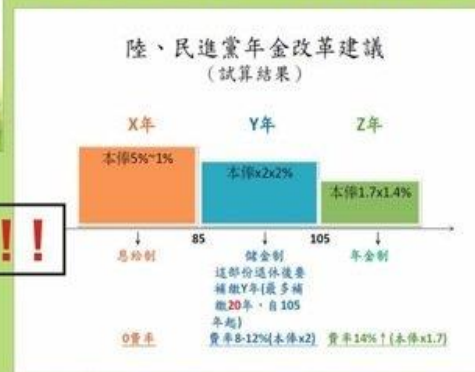 陸、民進黨年金改革建議
(試算結果)
X年
Y年
Z年
本俸5%~1%
本俸x2x2%
本俸1.7x1.4%
!!
85
105
恩給制
儲金制
年金制
這部份退休後要
補繳Y年(最多補
繳20年,自105
年起)
0費率
費率8-12%(本俸x2)
費率14%↑(本俸x1.7)